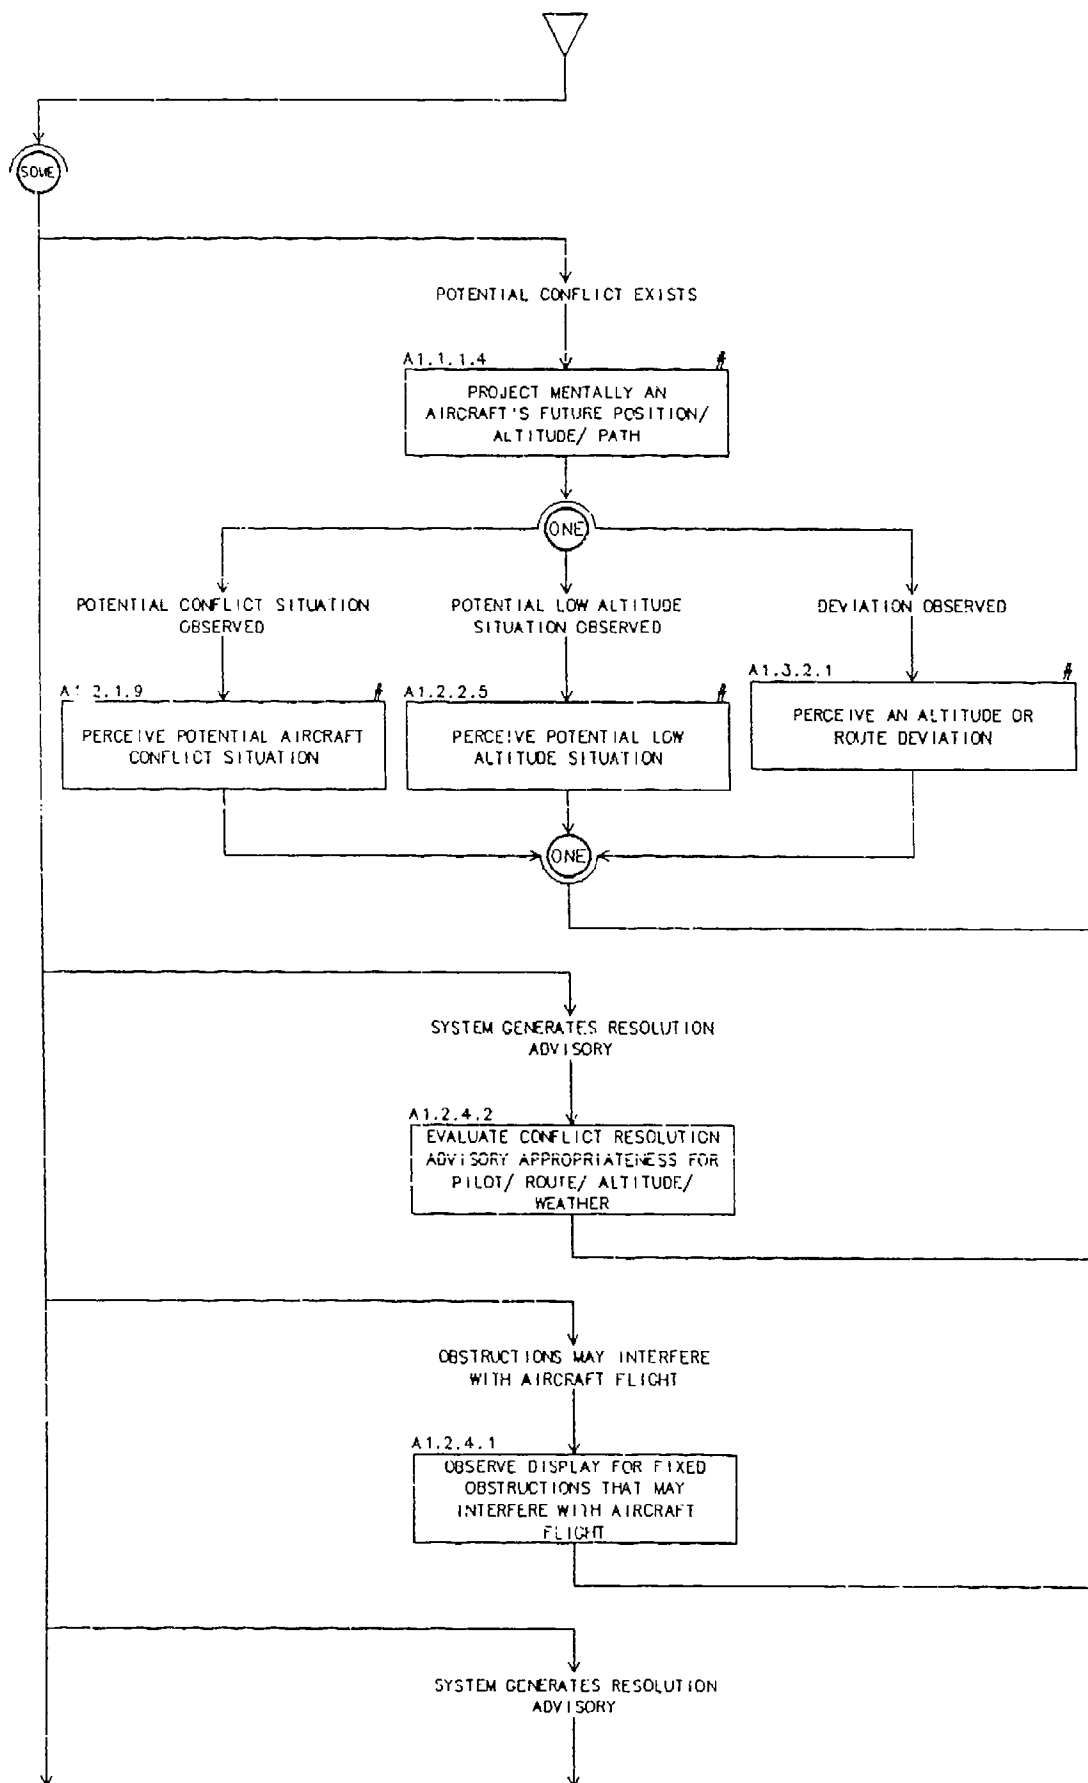 SOME
POTENTIAL CONFLICT EXISTS
A1.1.1.4 #
PROJECT MENTALLY AN
AIRCRAFT'S FUTURE POSITION/
ALTITUDE/ PATH
ONE
POTENTIAL CONFLICT SITUATION
OBSERVED
POTENTIAL LOW ALTITUDE
SITUATION OBSERVED
DEVIATION OBSERVED
A1.2.1.9 #
PERCEIVE POTENTIAL AIRCRAFT
CONFLICT SITUATION
A1.2.2.5 #
PERCEIVE POTENTIAL LOW
ALTITUDE SITUATION
A1.3.2.1 #
PERCEIVE AN ALTITUDE OR
ROUTE DEVIATION
ONE
SYSTEM GENERATES RESOLUTION
ADVISORY
A1.2.4.2
EVALUATE CONFLICT RESOLUTION
ADVISORY APPROPRIATENESS FOR
PILOT/ ROUTE/ ALTITUDE/
WEATHER
OBSTRUCTIONS MAY INTERFERE
WITH AIRCRAFT FLIGHT
A1.2.4.1
OBSERVE DISPLAY FOR FIXED
OBSTRUCTIONS THAT MAY
INTERFERE WITH AIRCRAFT
FLIGHT
SYSTEM GENERATES RESOLUTION
ADVISORY